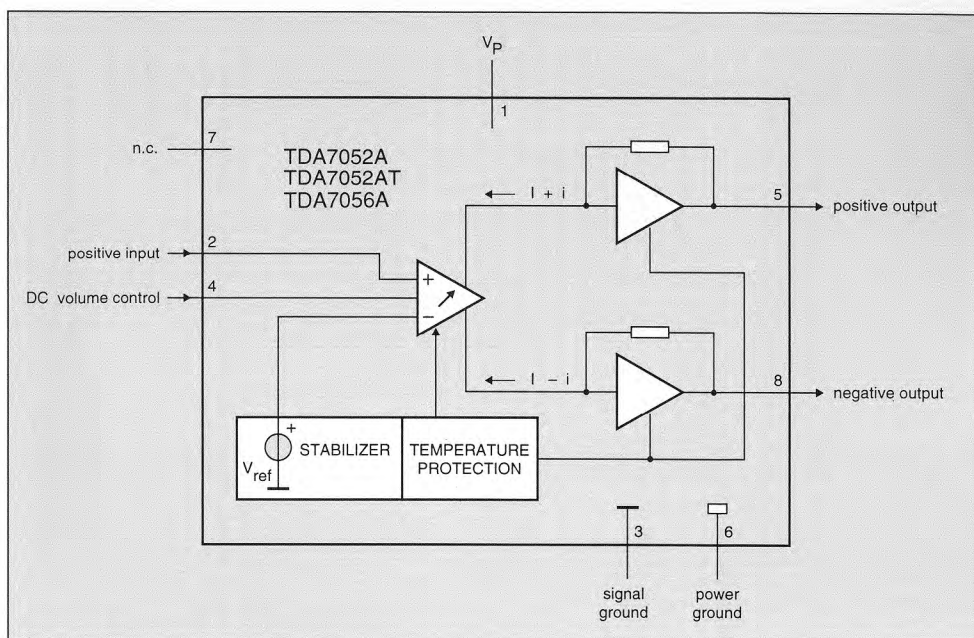 V_P
1
7
n.c.
TDA7052A
TDA7052AT
TDA7056A
I + i
5
positive output
2
positive input
4
DC volume control
+
−
I − i
8
negative output
+
STABILIZER
V_ref
TEMPERATURE
PROTECTION
3
6
signal
ground
power
ground